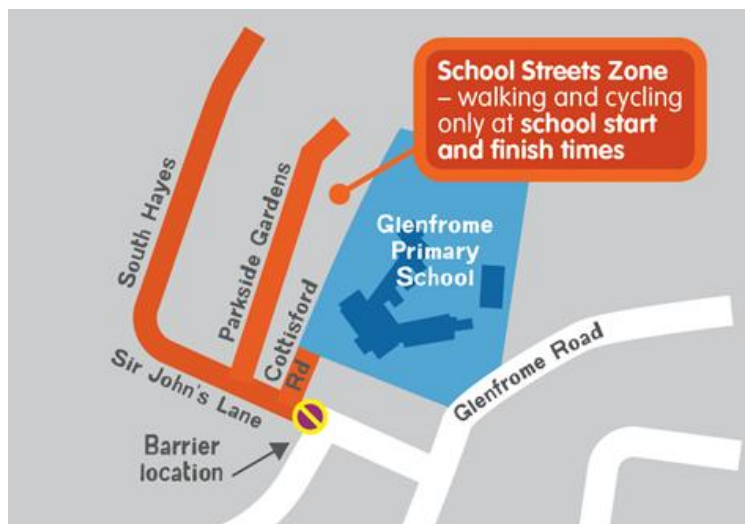 School Streets Zone
– walking and cycling
only at school start
and finish times
South Hayes
Parkside Gardens
Cottisford
Rd
Glenfrome
Primary
School
Glenfrome Road
Sir John's Lane
Barrier
location